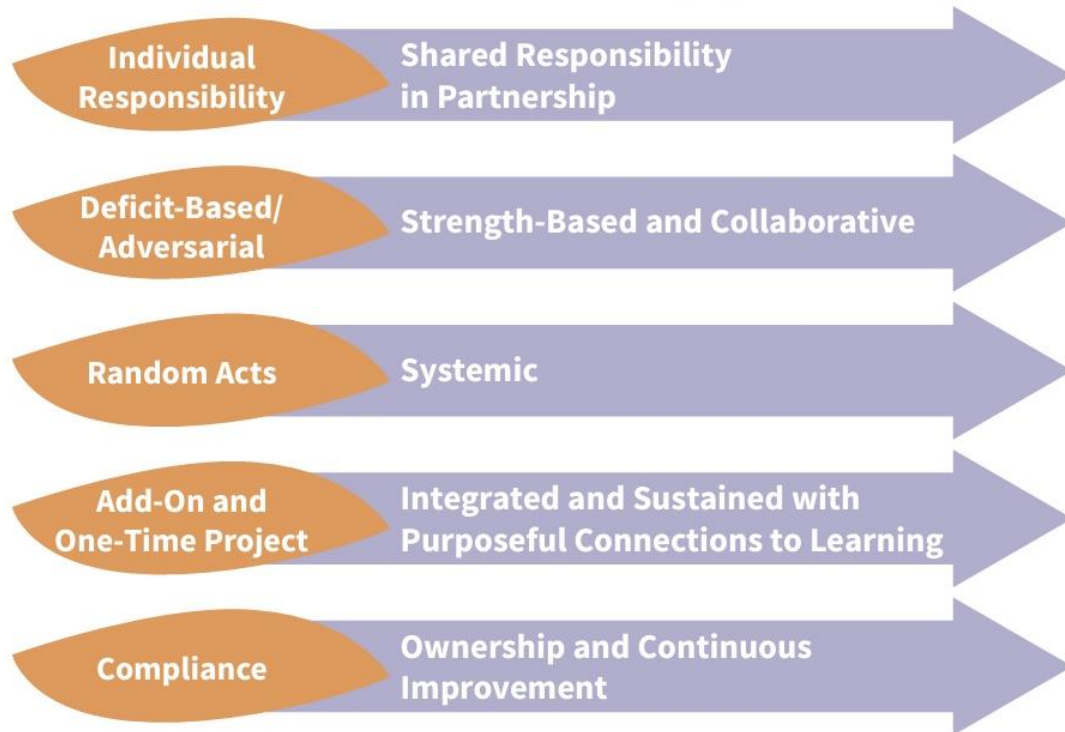 Individual
Responsibility
Shared Responsibility
in Partnership
Deficit-Based/
Adversarial
Strength-Based and Collaborative
Random Acts
Systemic
Add-On and
One-Time Project
Integrated and Sustained with
Purposeful Connections to Learning
Compliance
Ownership and Continuous
Improvement